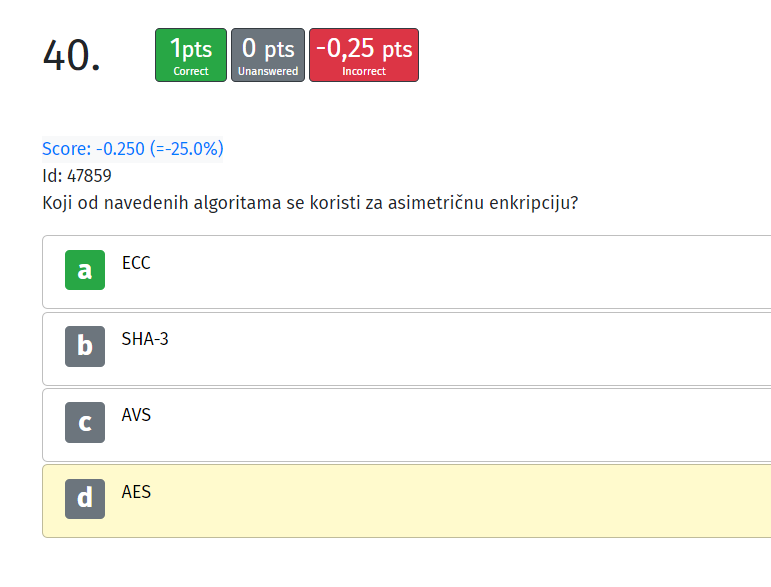 40.
1pts
Correct
0 pts
Unanswered
-0,25 pts
Incorrect
Score: -0.250 (=-25.0%)
Id: 47859
Koji od navedenih algoritama se koristi za asimetričnu enkripciju?
a ECC
b SHA-3
c AVS
d AES